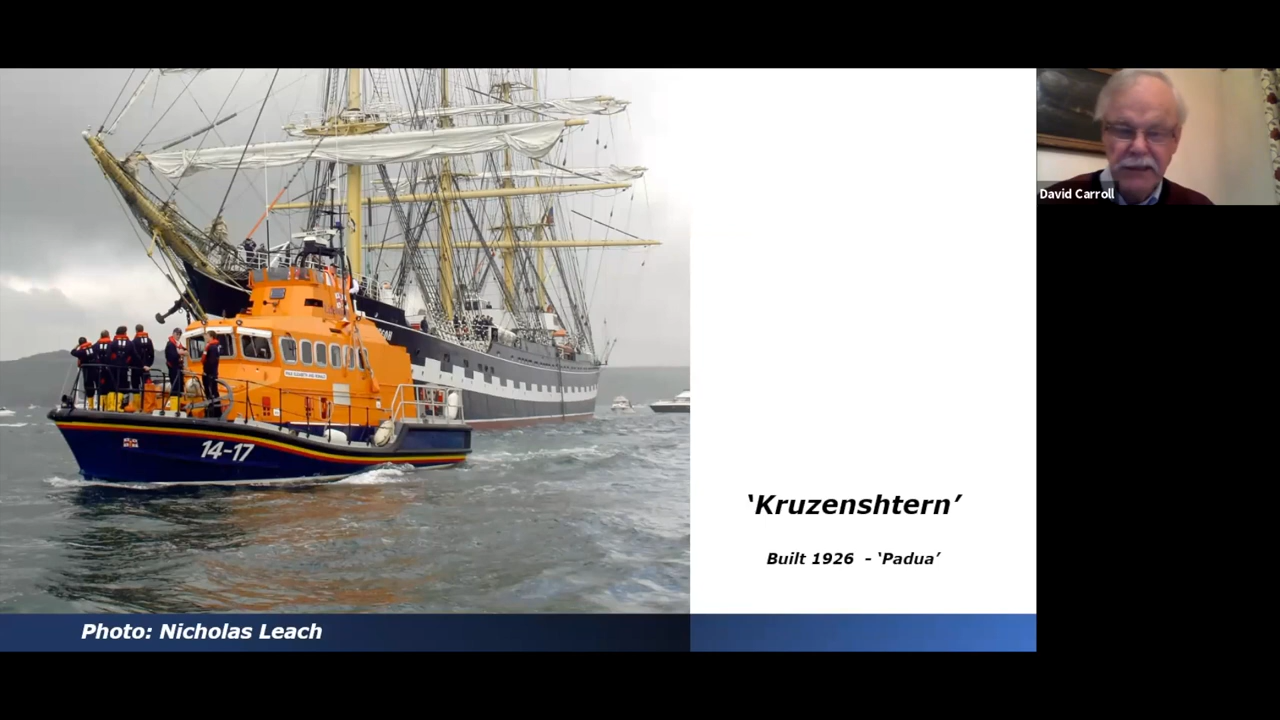 ‘Kruzenshtern’
Built 1926 - ‘Padua’
14-17
Photo: Nicholas Leach
David Carroll